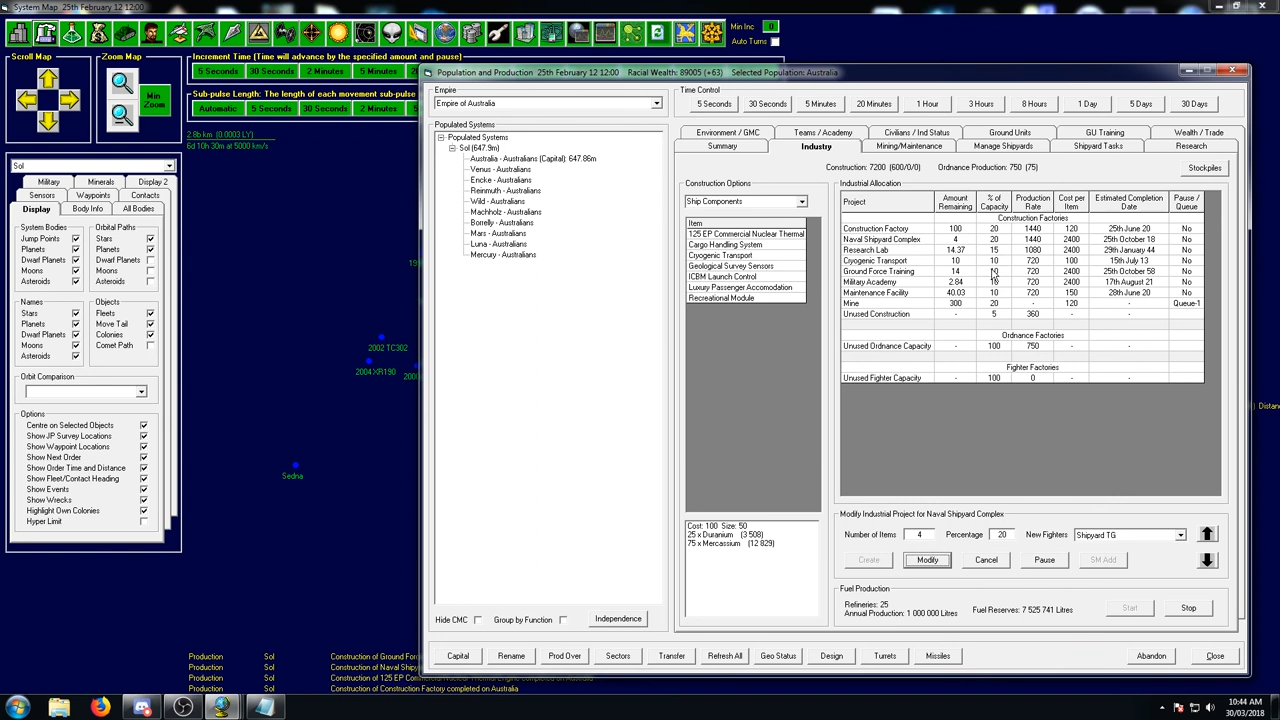 System Map   25th February 12 12:00
Min Inc 0
Auto Turns
Scroll Map
Zoom Map
Min Zoom
Increment Time (Time will advance by the specified amount and pause)
5 Seconds 30 Seconds 2 Minutes 5 Minutes
Sub-pulse Length: The length of each movement sub-pulse
Automatic 5 Seconds 30 Seconds 2 Minutes
2.8b km (0.0003 LY)
6d 10h 30m at 5000 km/s
Sol
Military Minerals Display 2
Sensors Waypoints Contacts
Display Body Info All Bodies
System Bodies Orbital Paths
Jump Points Stars
Planets Planets
Dwarf Planets Dwarf Planets
Moons Moons
Asteroids Asteroids
Names Objects
Stars Fleets
Planets Move Tail
Dwarf Planets Colonies
Moons Comet Path
Asteroids
Orbit Comparison
Options
Centre on Selected Objects
Show JP Survey Locations
Show Waypoint Locations
Show Next Order
Show Order Time and Distance
Show Fleet/Contact Heading
Show Events
Show Wrecks
Highlight Own Colonies
Hyper Limit
2002 TC302
2004 XR190
Sedna
Production Sol Construction of Ground For
Production Sol Construction of Naval Shipy
Production Sol Construction of 125 EP Commercial Nuclear Thermal Engine completed on Australia
Production Sol Construction of Construction Factory completed on Australia
Population and Production   25th February 12 12:00   Racial Wealth: 89005 (+63)   Selected Population: Australia
Empire
Empire of Australia
Time Control
5 Seconds 30 Seconds 5 Minutes 20 Minutes 1 Hour 3 Hours 8 Hours 1 Day 5 Days 30 Days
Populated Systems
Populated Systems
Sol (647.9m)
Australia - Australians (Capital): 647.86m
Venus - Australians
Encke - Australians
Reinmuth - Australians
Wild - Australians
Machholz - Australians
Borrelly - Australians
Mars - Australians
Luna - Australians
Mercury - Australians
Hide CMC Group by Function Independence
Environment / GMC Teams / Academy Civilians / Ind Status Ground Units GU Training Wealth / Trade
Summary Industry Mining/Maintenance Manage Shipyards Shipyard Tasks Research
Construction: 7200 (600/0/0) Ordnance Production: 750 (75) Stockpiles
Construction Options
Ship Components
Item
125 EP Commercial Nuclear Thermal
Cargo Handling System
Cryogenic Transport
Geological Survey Sensors
ICBM Launch Control
Luxury Passenger Accomodation
Recreational Module
Cost: 100 Size: 50
25 x Duranium (3 508)
75 x Mercassium (12 829)
Industrial Allocation
Project Amount Remaining % of Capacity Production Rate Cost per Item Estimated Completion Date Pause / Queue
Construction Factories
Construction Factory 100 20 1440 120 25th June 20 No
Naval Shipyard Complex 4 20 1440 2400 25th October 18 No
Research Lab 14.37 15 1080 2400 29th January 44 No
Cryogenic Transport 10 10 720 100 15th July 13 No
Ground Force Training 14 10 720 2400 25th October 58 No
Military Academy 2.84 10 720 2400 17th August 21 No
Maintenance Facility 40.03 10 720 150 28th June 20 No
Mine 300 20 - 120 Queue-1
Unused Construction - 5 360 - -
Ordnance Factories
Unused Ordnance Capacity - 100 750 - -
Fighter Factories
Unused Fighter Capacity - 100 0 - -
Modify Industrial Project for Naval Shipyard Complex
Number of Items 4 Percentage 20 New Fighters Shipyard TG
Create Modify Cancel Pause SM Add
Fuel Production
Refineries: 25
Annual Production: 1 000 000 Litres
Fuel Reserves: 7 525 741 Litres
Start Stop
Capital Rename Prod Over Sectors Transfer Refresh All Geo Status Design Turrets Missiles Abandon Close
Distan
10:44 AM
30/03/2018